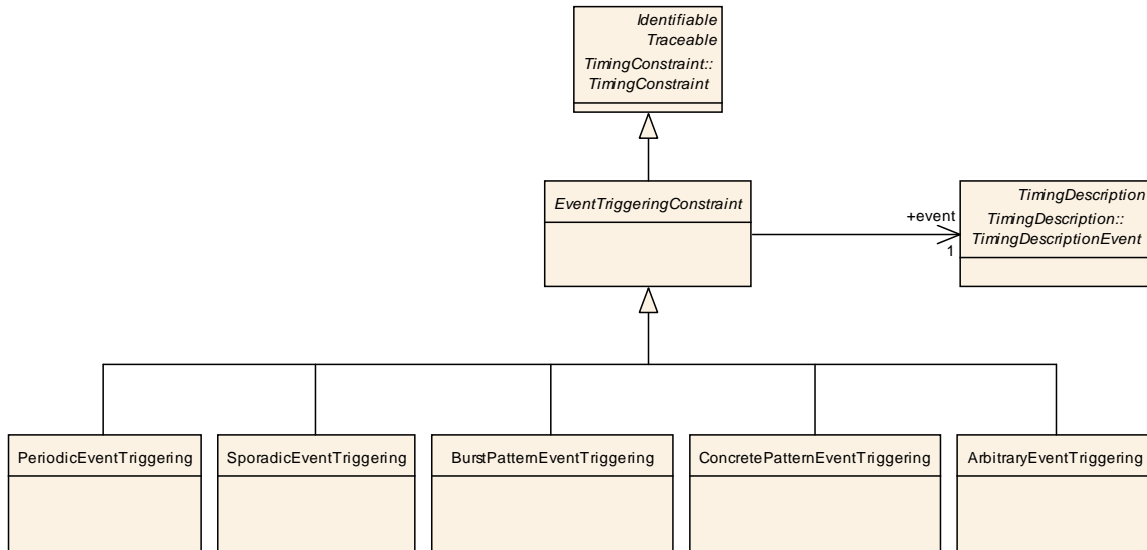 Identifiable
Traceable
TimingConstraint::
TimingConstraint
EventTriggeringConstraint
+event
1
TimingDescription
TimingDescription::
TimingDescriptionEvent
PeriodicEventTriggering
SporadicEventTriggering
BurstPatternEventTriggering
ConcretePatternEventTriggering
ArbitraryEventTriggering